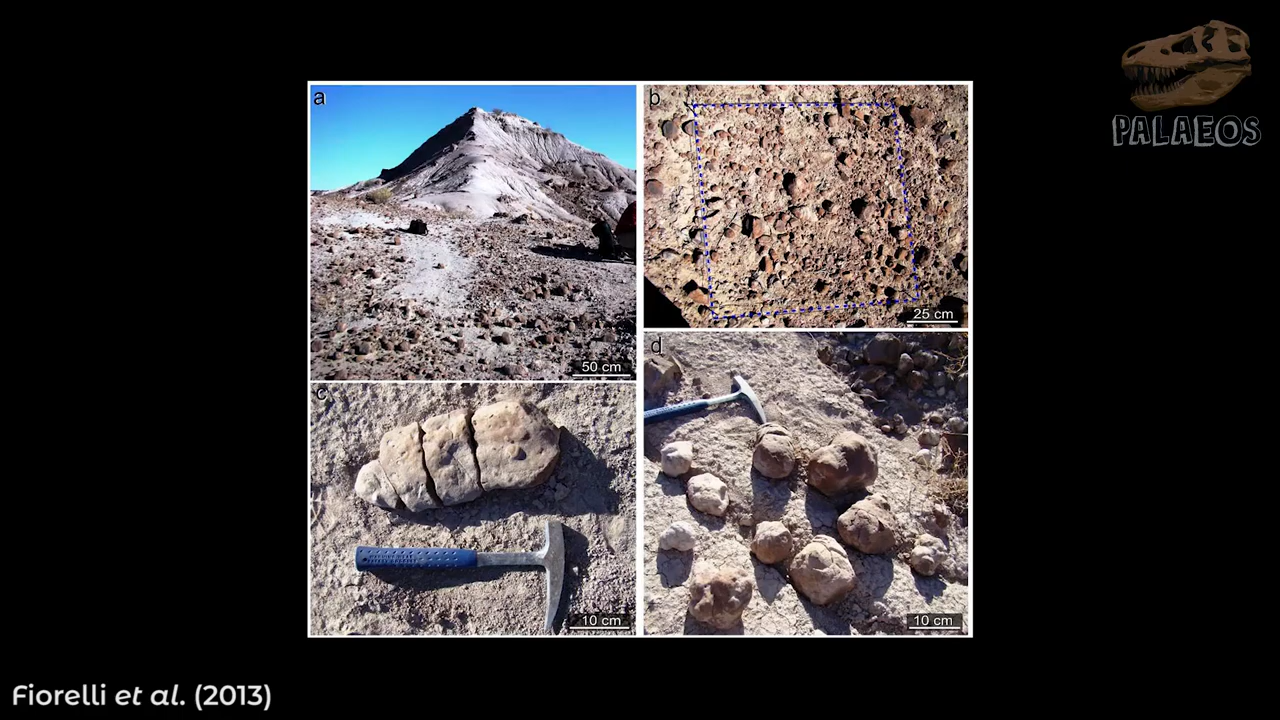 a
b
PALAEOS
25 cm
50 cm
c
d
10 cm
10 cm
Fiorelli et al. (2013)